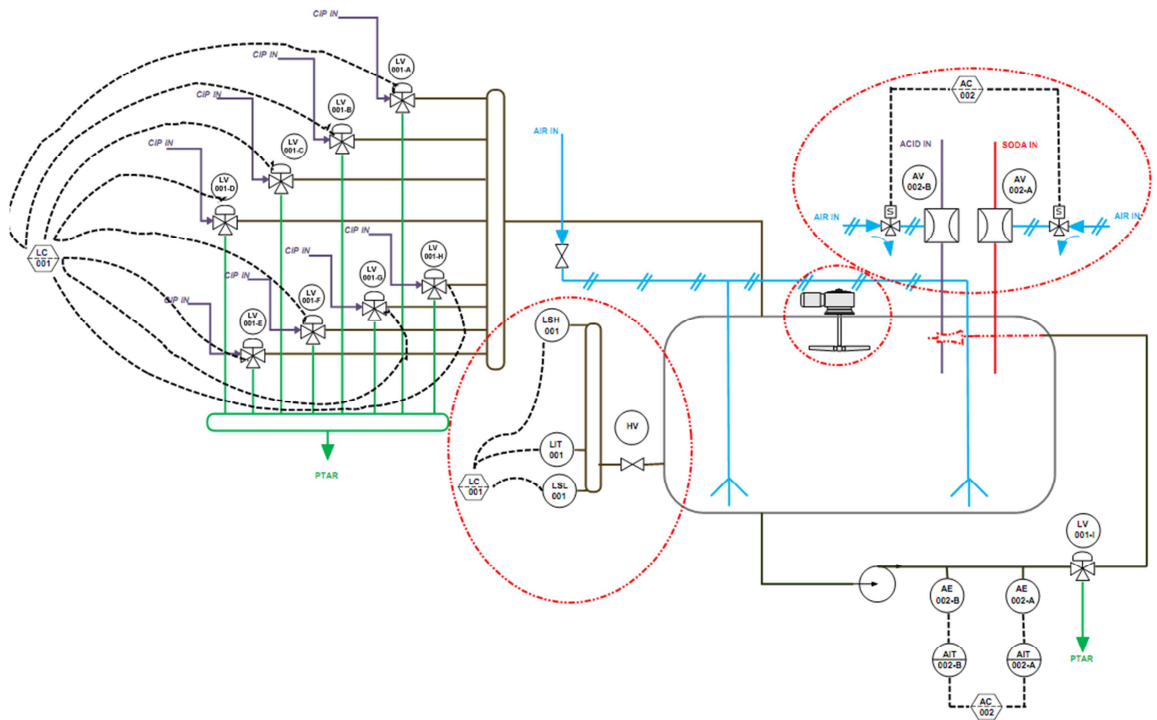 CIP IN
LV
001-A
CIP IN
LV
001-B
CIP IN
LV
001-C
CIP IN
LV
001-D
LC
001
CIP IN
LV
001-H
CIP IN
LV
001-G
CIP IN
LV
001-F
CIP IN
LV
001-E
PTAR
AIR IN
LSH
001
LIT
001
LSL
001
LC
001
HV
AC
002
ACID IN
SODA IN
AV
002-B
AV
002-A
AIR IN
S
S
AIR IN
LV
001-I
AE
002-B
AE
002-A
AIT
002-B
AIT
002-A
PTAR
AC
002